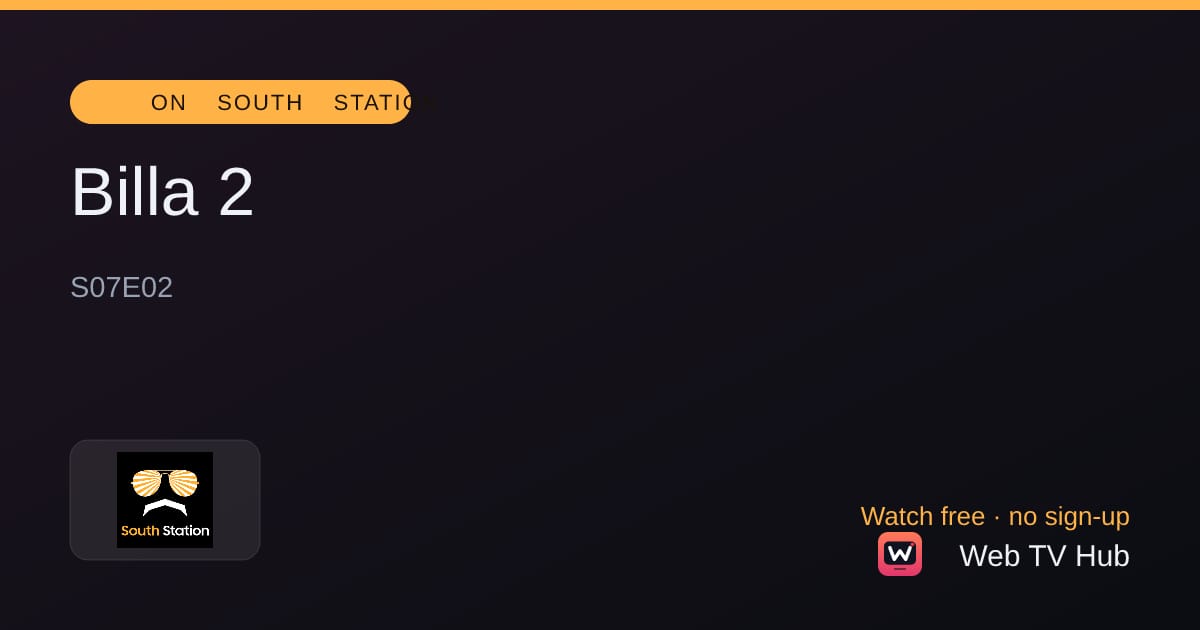 ON SOUTH STATION
Billa 2
S07E02
South Station
Watch free · no sign-up
W
Web TV Hub